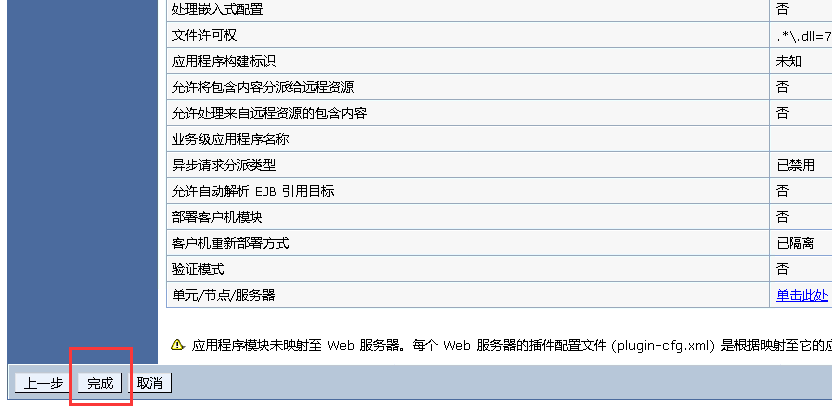 处理嵌入式配置 否
文件许可权 .*\.dll=7
应用程序构建标识 未知
允许将包含内容分派给远程资源 否
允许处理来自远程资源的包含内容 否
业务级应用程序名称
异步请求分派类型 已禁用
允许自动解析 EJB 引用目标 否
部署客户机模块 否
客户机重新部署方式 已隔离
验证模式 否
单元/节点/服务器 单击此处
应用程序模块未映射至 Web 服务器。每个 Web 服务器的插件配置文件 (plugin-cfg.xml) 是根据映射至它的应
上一步 完成 取消